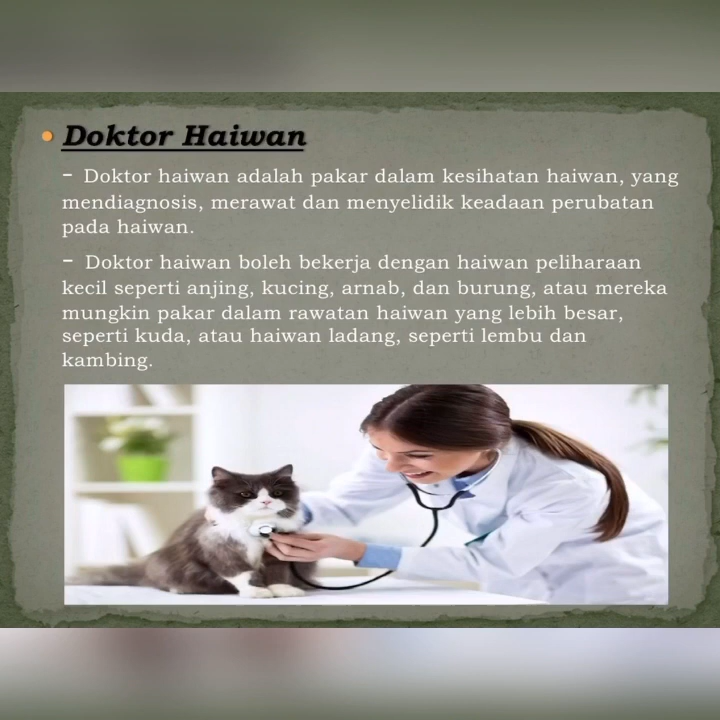 Doktor Haiwan
- Doktor haiwan adalah pakar dalam kesihatan haiwan, yang
mendiagnosis, merawat dan menyelidik keadaan perubatan
pada haiwan.
- Doktor haiwan boleh bekerja dengan haiwan peliharaan
kecil seperti anjing, kucing, arnab, dan burung, atau mereka
mungkin pakar dalam rawatan haiwan yang lebih besar,
seperti kuda, atau haiwan ladang, seperti lembu dan
kambing.